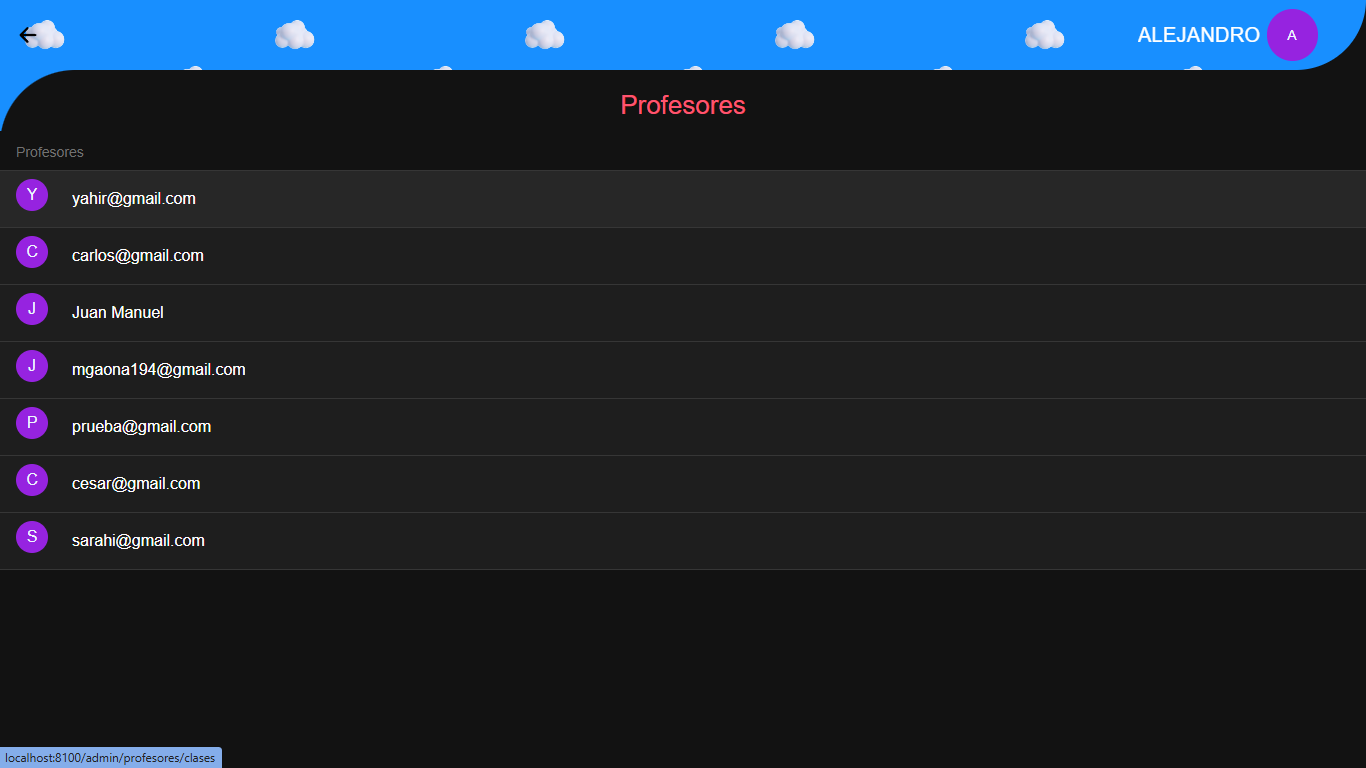 ALEJANDRO A
Profesores
Profesores
Y yahir@gmail.com
C carlos@gmail.com
J Juan Manuel
J mgaona194@gmail.com
P prueba@gmail.com
C cesar@gmail.com
S sarahi@gmail.com
localhost:8100/admin/profesores/clases